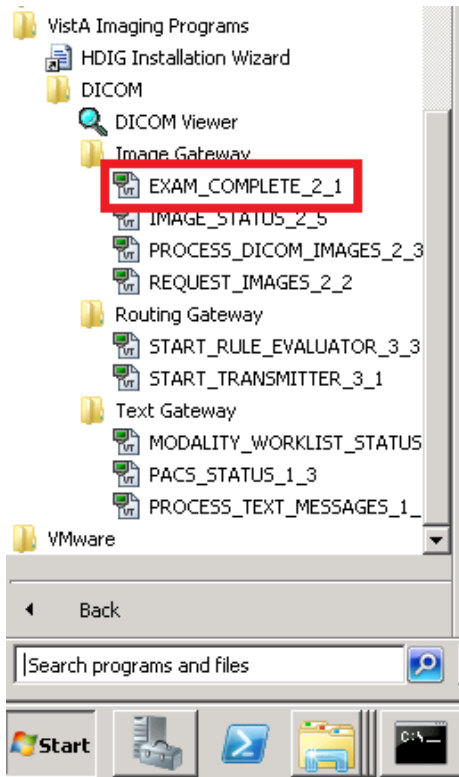 VistA Imaging Programs
HDIG Installation Wizard
DICOM
DICOM Viewer
Image Gateway
EXAM_COMPLETE_2_1
IMAGE_STATUS_2_5
PROCESS_DICOM_IMAGES_2_3
REQUEST_IMAGES_2_2
Routing Gateway
START_RULE_EVALUATOR_3_3
START_TRANSMITTER_3_1
Text Gateway
MODALITY_WORKLIST_STATUS
PACS_STATUS_1_3
PROCESS_TEXT_MESSAGES_1_
VMware
Back
Search programs and files
Start
C:\_